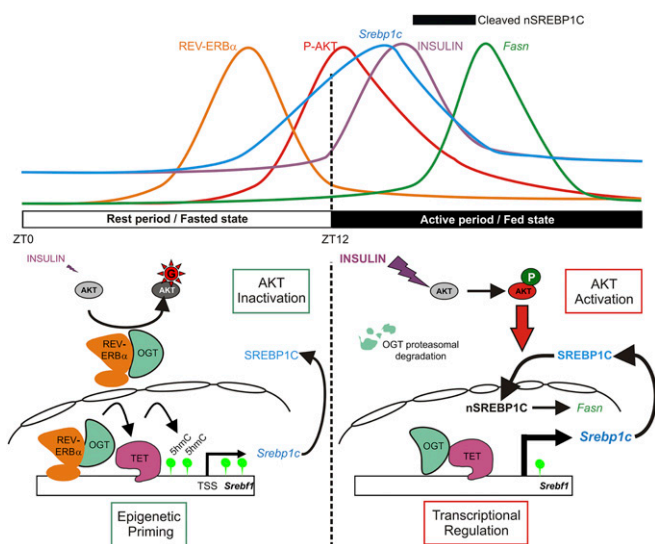 Cleaved nSREBP1C
Srebp1c
REV-ERBα
P-AKT
INSULIN
Fasn
Rest period / Fasted state
Active period / Fed state
ZT0
ZT12
INSULIN
G
AKT
AKT
AKT
Inactivation
REV-
ERBα
OGT
SREBP1C
REV-
ERBα
OGT
TET
5hmC
5hmC
Srebp1c
TSS
Srebf1
Epigenetic
Priming
INSULIN
P
AKT
AKT
AKT
Activation
OGT proteasomal
degradation
SREBP1C
nSREBP1C
Fasn
OGT
TET
Srebp1c
Srebf1
Transcriptional
Regulation